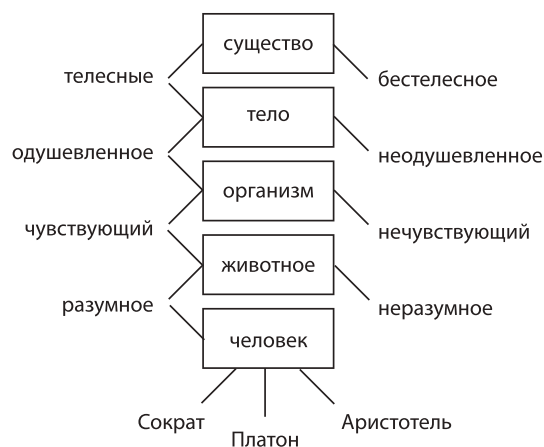 существо
телесные
бестелесное
тело
одушевленное
неодушевленное
организм
чувствующий
нечувствующий
животное
разумное
неразумное
человек
Сократ
Платон
Аристотель